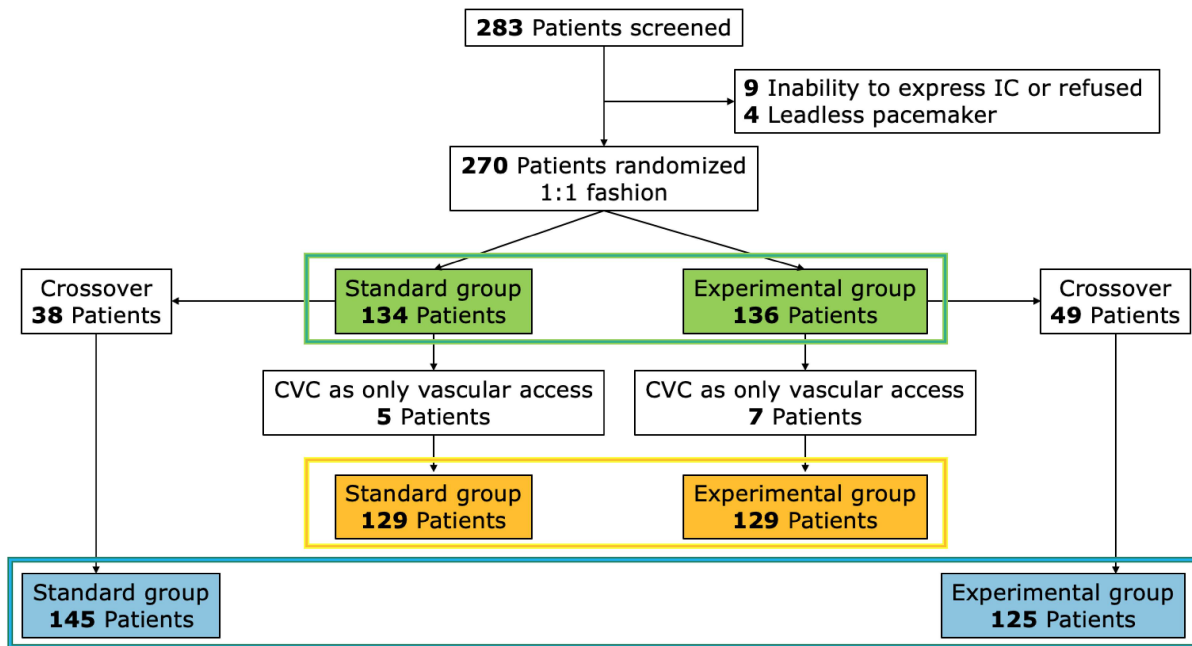 283 Patients screened
9 Inability to express IC or refused
4 Leadless pacemaker
270 Patients randomized
1:1 fashion
Crossover
38 Patients
Standard group
134 Patients
Experimental group
136 Patients
Crossover
49 Patients
CVC as only vascular access
5 Patients
CVC as only vascular access
7 Patients
Standard group
129 Patients
Experimental group
129 Patients
Standard group
145 Patients
Experimental group
125 Patients